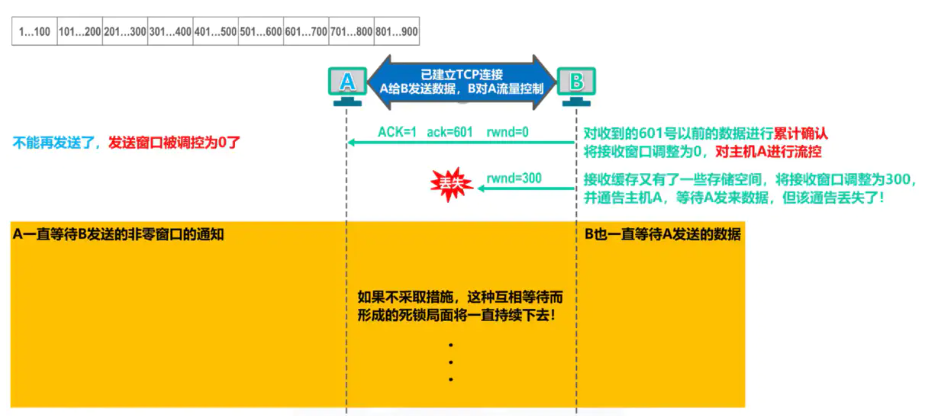 1...100 101...200 201...300 301...400 401...500 501...600 601...700 701...800 801...900
A
已建立TCP连接
A给B发送数据，B对A流量控制
B
不能再发送了，发送窗口被调控为0了
ACK=1 ack=601 rwnd=0
对收到的601号以前的数据进行累计确认
将接收窗口调整为0，对主机A进行流控
丢失
rwnd=300
接收缓存又有了一些存储空间，将接收窗口调整为300，
并通告主机A，等待A发来数据，但该通告丢失了！
A一直等待B发送的非零窗口的通知
B也一直等待A发送的数据
如果不采取措施，这种互相等待而
形成的死锁局面将一直持续下去！